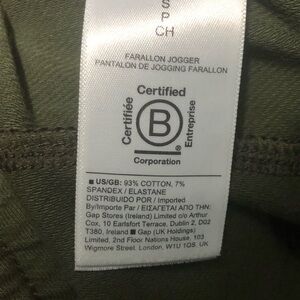 S
P
CH
FARALLON JOGGER
PANTALON DE JOGGING FARALLON
Certified
Certifiée
B
Entreprise
Corporation
■ US/GB: 93% COTTON, 7%
SPANDEX / ELASTANE
DISTRIBUIDO POR / Imported
By/Importe Par / ΕΙΣΑΓΕΤΑΙ ΑΠΟ ΤΗΝ:
Gap Stores (Ireland) Limited c/o Arthur
Cox, 10 Earlsfort Terrace, Dublin 2, D02
T380, Ireland ■ Gap (UK Holdings)
Limited, 2nd Floor Nations House, 103
Wigmore Street, London, W1U 1QS, UK